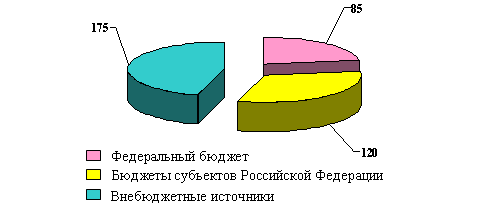 85
175
120
Федеральный бюджет
Бюджеты субъектов Российской Федерации
Внебюджетные источники